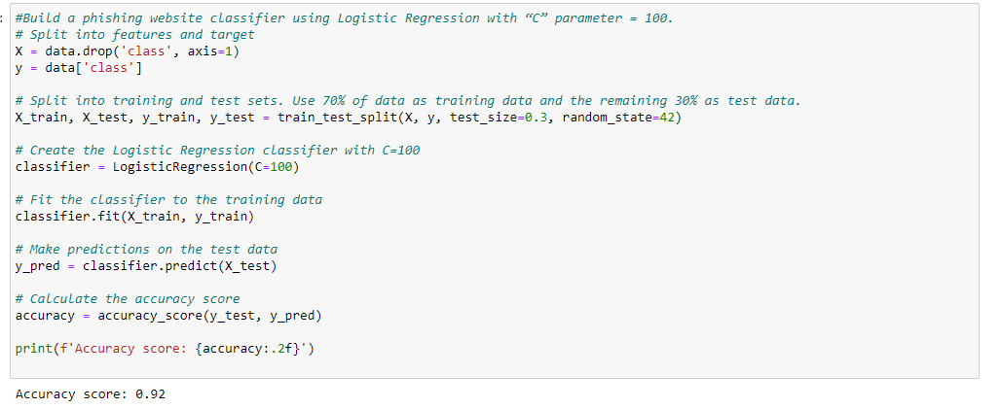 :
#Build a phishing website classifier using Logistic Regression with “C” parameter = 100.
# Split into features and target
X = data.drop('class', axis=1)
y = data['class']
# Split into training and test sets. Use 70% of data as training data and the remaining 30% as test data.
X_train, X_test, y_train, y_test = train_test_split(X, y, test_size=0.3, random_state=42)
# Create the Logistic Regression classifier with C=100
classifier = LogisticRegression(C=100)
# Fit the classifier to the training data
classifier.fit(X_train, y_train)
# Make predictions on the test data
y_pred = classifier.predict(X_test)
# Calculate the accuracy score
accuracy = accuracy_score(y_test, y_pred)
print(f'Accuracy score: {accuracy:.2f}')
Accuracy score: 0.92